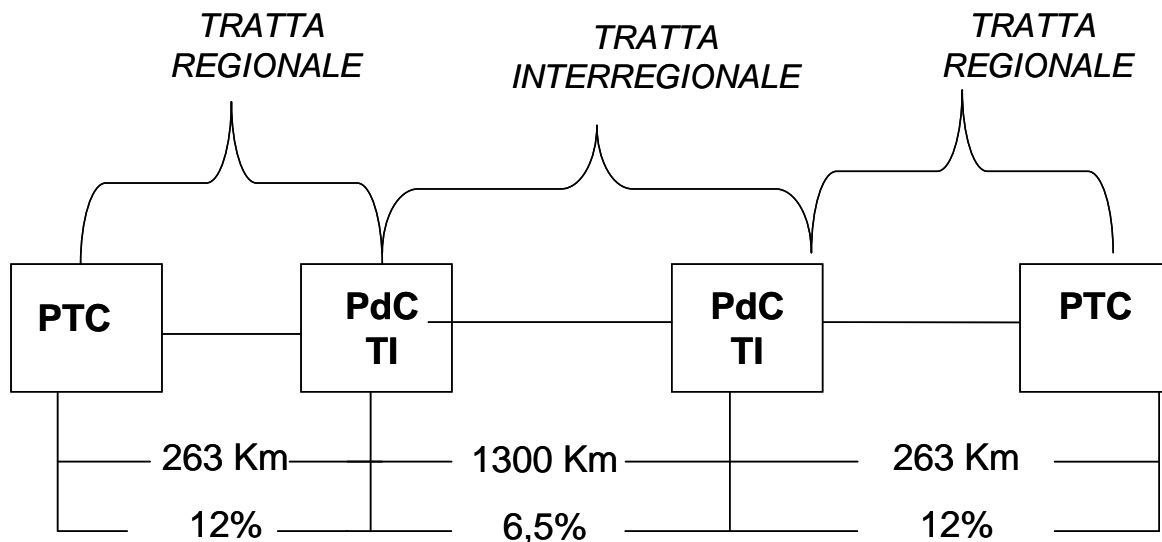 TRATTA
REGIONALE
TRATTA
INTERREGIONALE
TRATTA
REGIONALE
PTC
PdC
TI
PdC
TI
PTC
263 Km
1300 Km
263 Km
12%
6,5%
12%